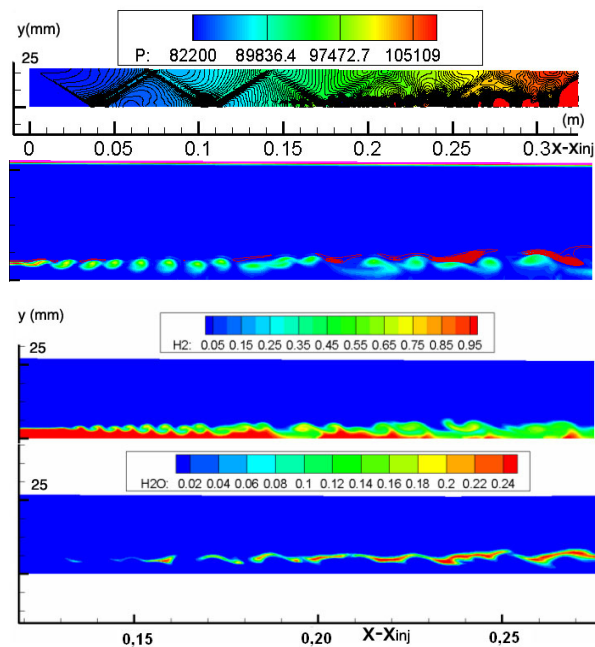 y(mm)
P: 82200 89836.4 97472.7 105109
25
(m)
0 0.05 0.1 0.15 0.2 0.25 0.3 x-xinj
y (mm)
H2: 0.05 0.15 0.25 0.35 0.45 0.55 0.65 0.75 0.85 0.95
25
H2O: 0.02 0.04 0.06 0.08 0.1 0.12 0.14 0.16 0.18 0.2 0.22 0.24
25
0,15 0,20 x-xinj 0,25